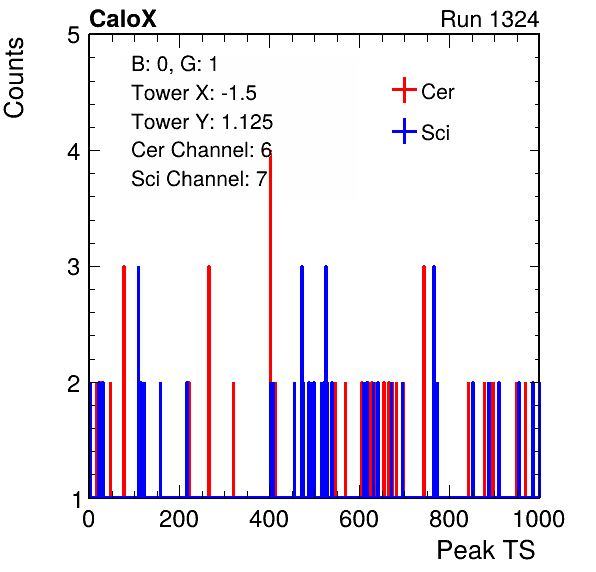 CaloX Run 1324
Counts
B: 0, G: 1
Tower X: -1.5
Tower Y: 1.125
Cer Channel: 6
Sci Channel: 7
Cer
Sci
5
4
3
2
1
0 200 400 600 800 1000
Peak TS